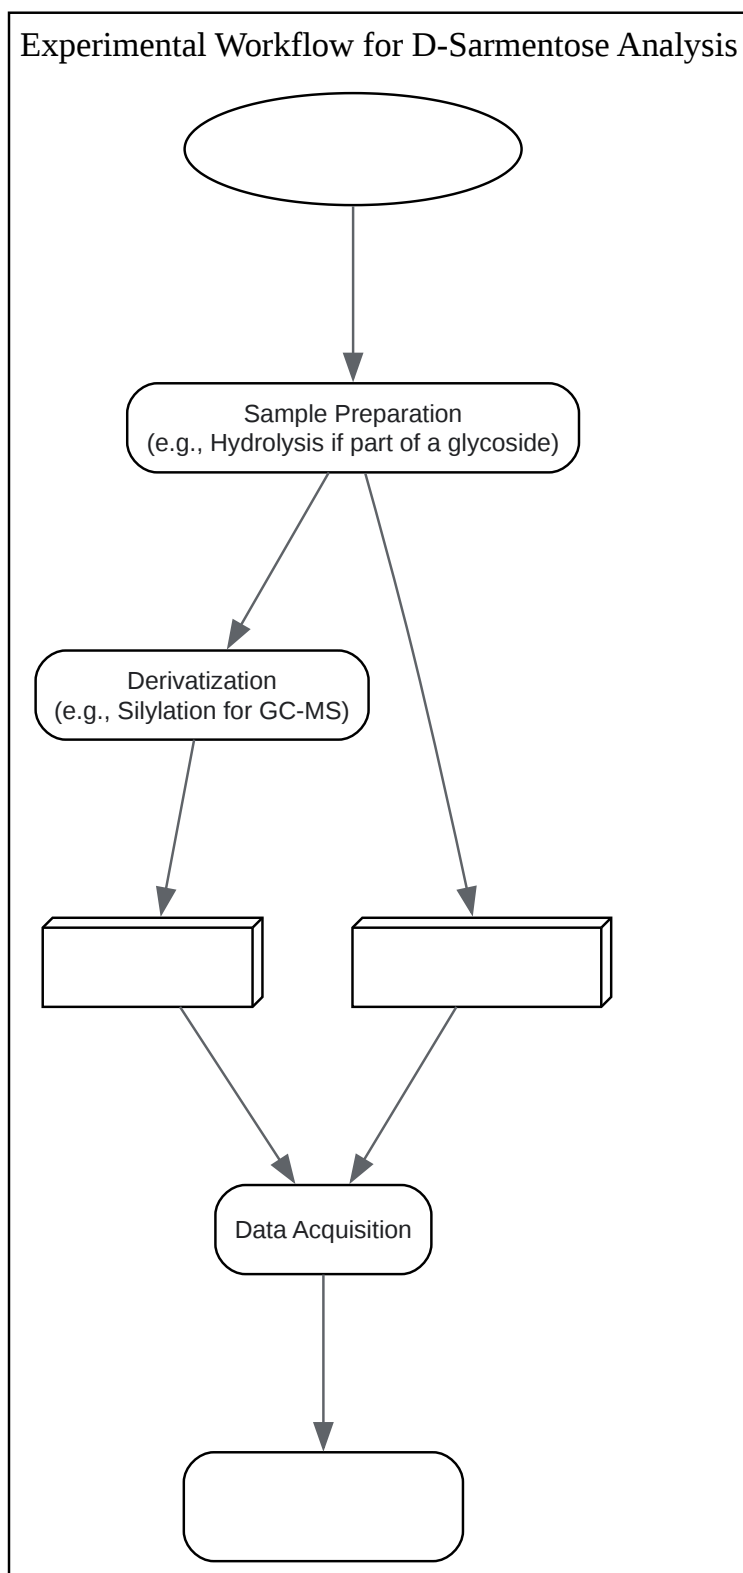 Experimental Workflow for D-Sarmentose Analysis
Sample Preparation
(e.g., Hydrolysis if part of a glycoside)
Derivatization
(e.g., Silylation for GC-MS)
Data Acquisition